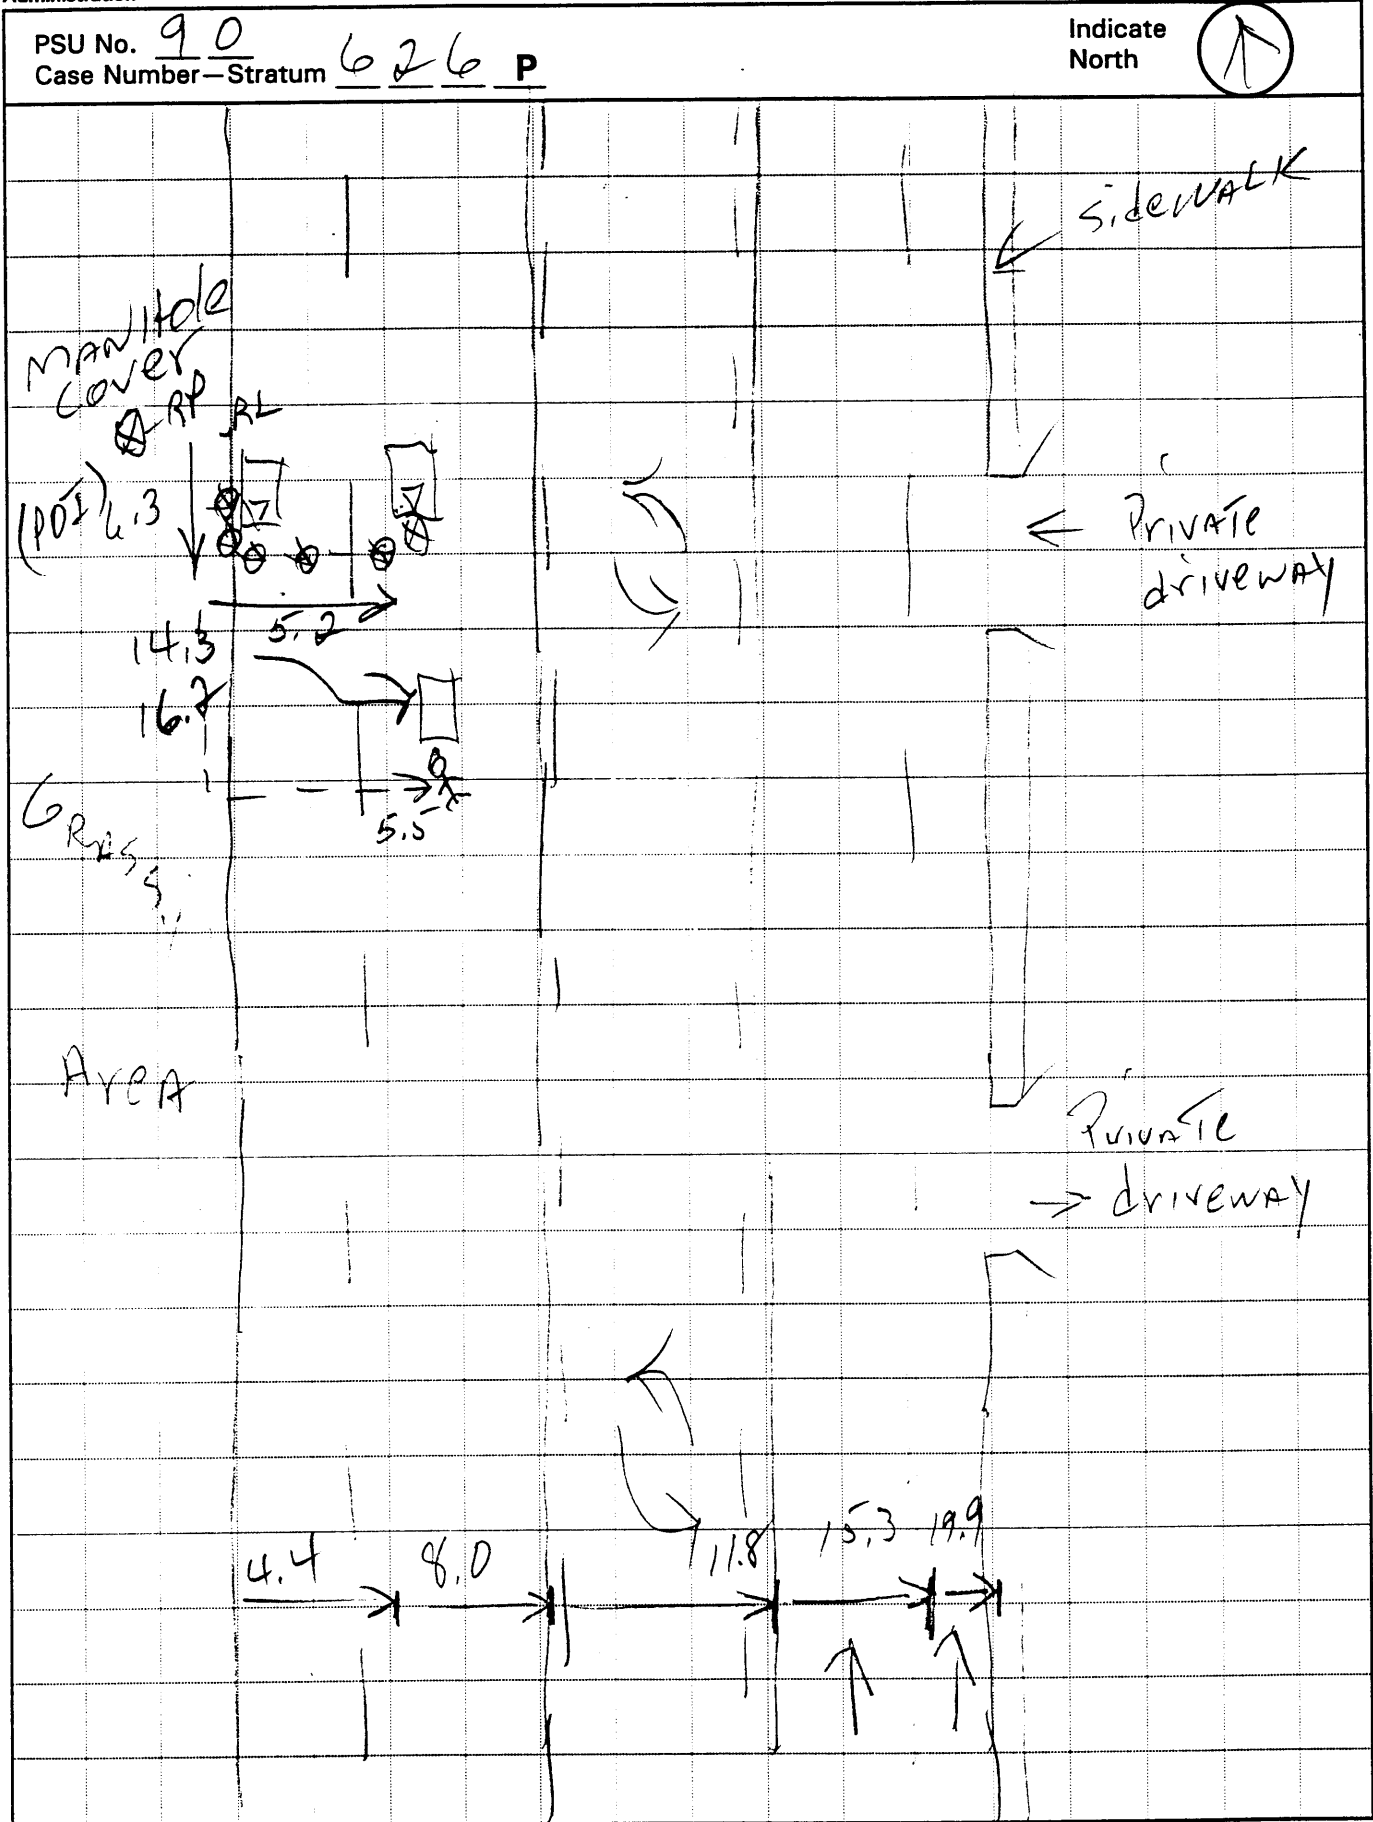 PSU No. 9 0
Case Number—Stratum 6 2 6 P
Indicate
North
SideWALK
MANHole
Cover
RP RL
(POI) 6.3
Private
driveway
5.2
14.3
16.7
5.5
Grassy
Area
Private
driveway
4.4 8.0 11.8 15.3 19.9